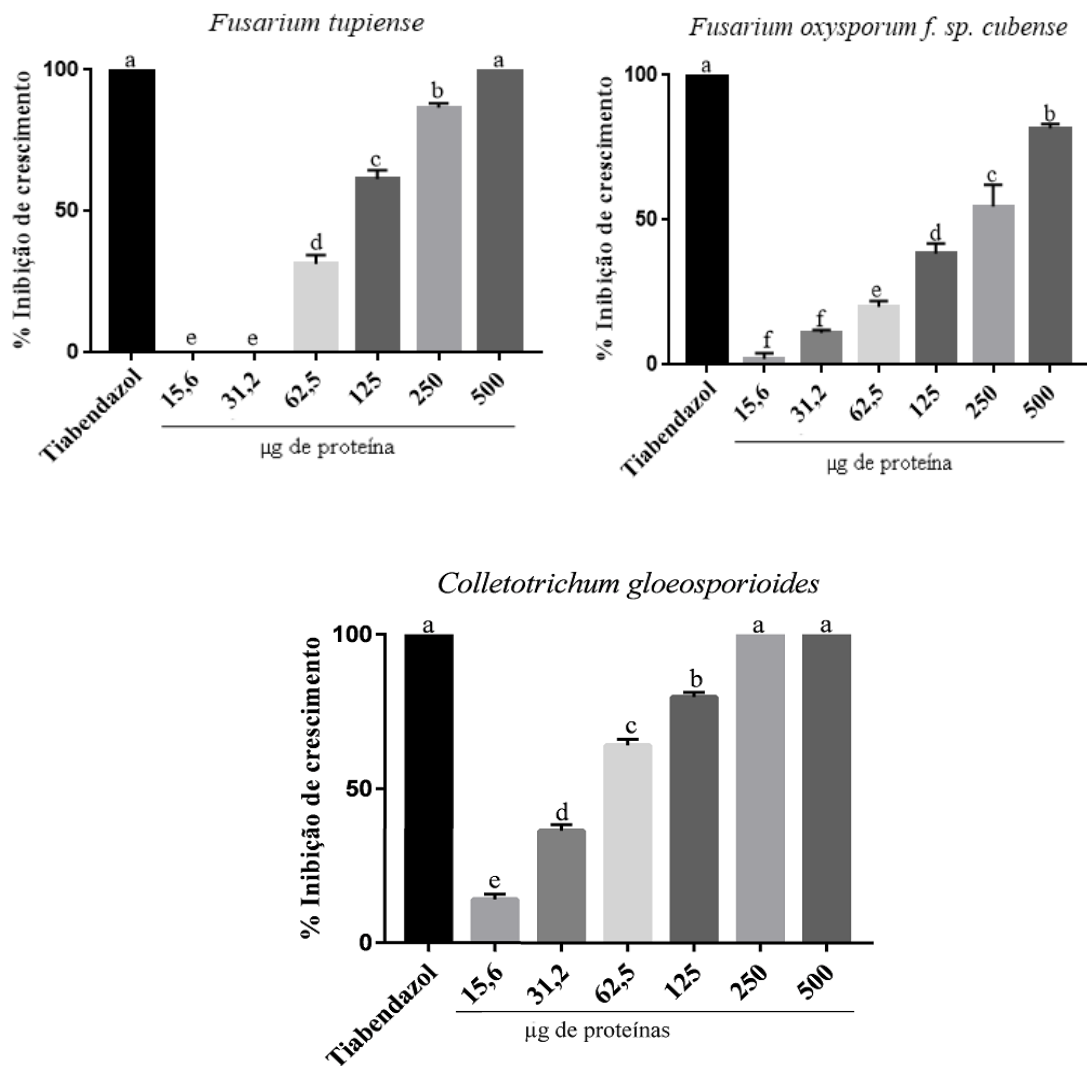 Fusarium tupiense
% Inibição de crescimento
100
50
0
a
e
e
d
c
b
a
Tiabendazol
15,6
31,2
62,5
125
250
500
µg de proteína
Fusarium oxysporum f. sp. cubense
% Inibição de crescimento
100
50
0
a
f
f
e
d
c
b
Tiabendazol
15,6
31,2
62,5
125
250
500
µg de proteína
Colletotrichum gloeosporioides
% Inibição de crescimento
100
50
0
a
e
d
c
b
a
a
Tiabendazol
15,6
31,2
62,5
125
250
500
µg de proteínas